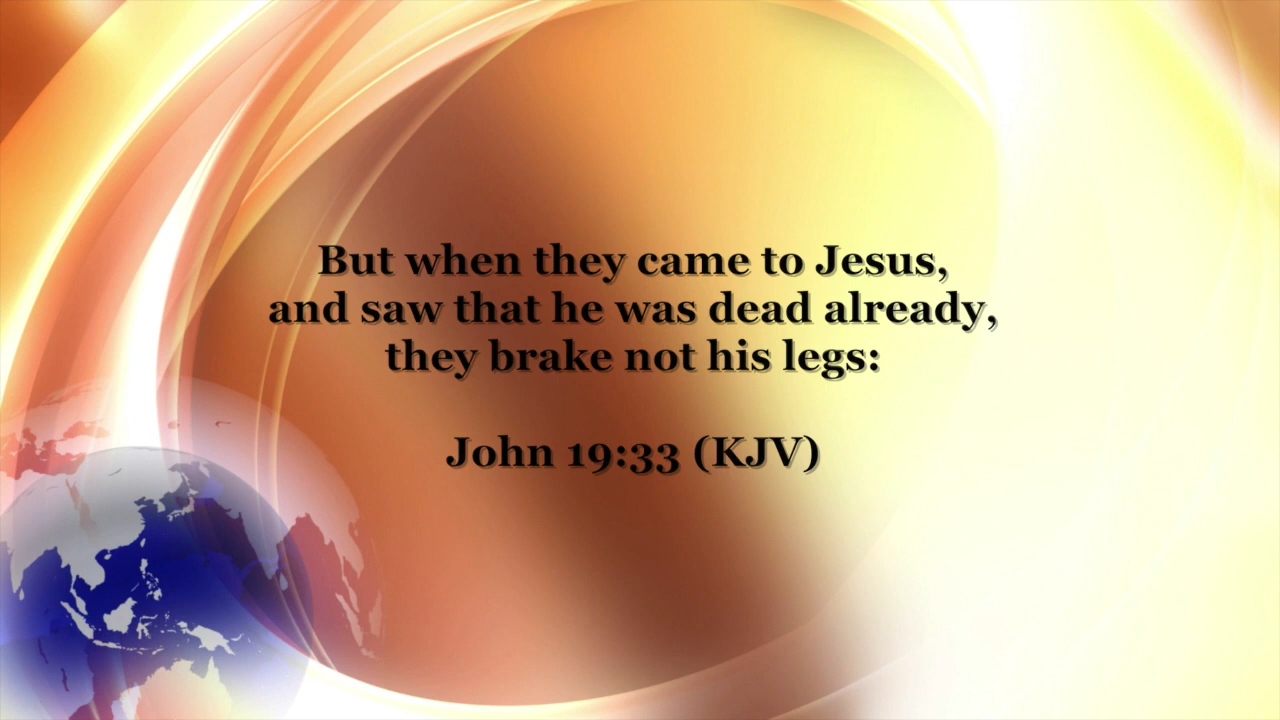 But when they came to Jesus,
and saw that he was dead already,
they brake not his legs:
John 19:33 (KJV)